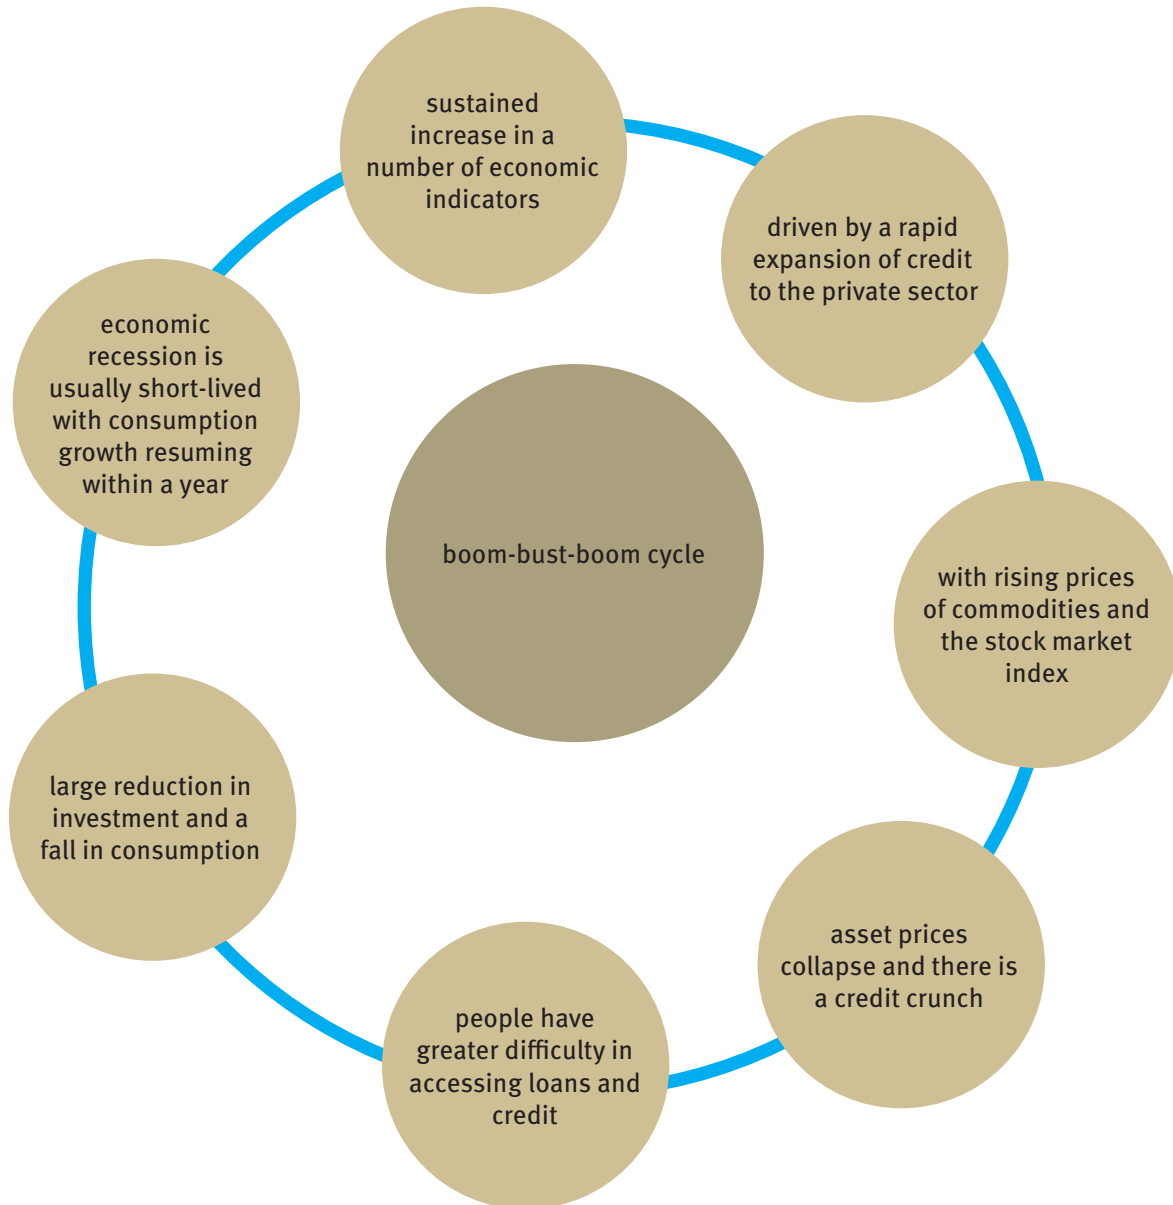 sustained
increase in a
number of economic
indicators
driven by a rapid
expansion of credit
to the private sector
with rising prices
of commodities and
the stock market
index
asset prices
collapse and there is
a credit crunch
people have
greater difficulty in
accessing loans and
credit
large reduction in
investment and a
fall in consumption
economic
recession is
usually short-lived
with consumption
growth resuming
within a year
boom-bust-boom cycle